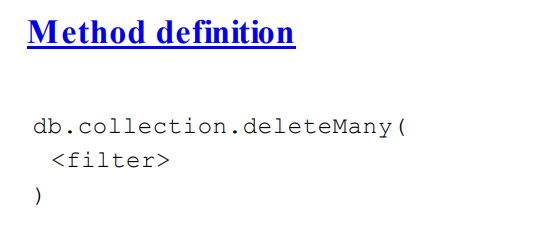 Method definition
db.collection.deleteMany(
<filter>
)